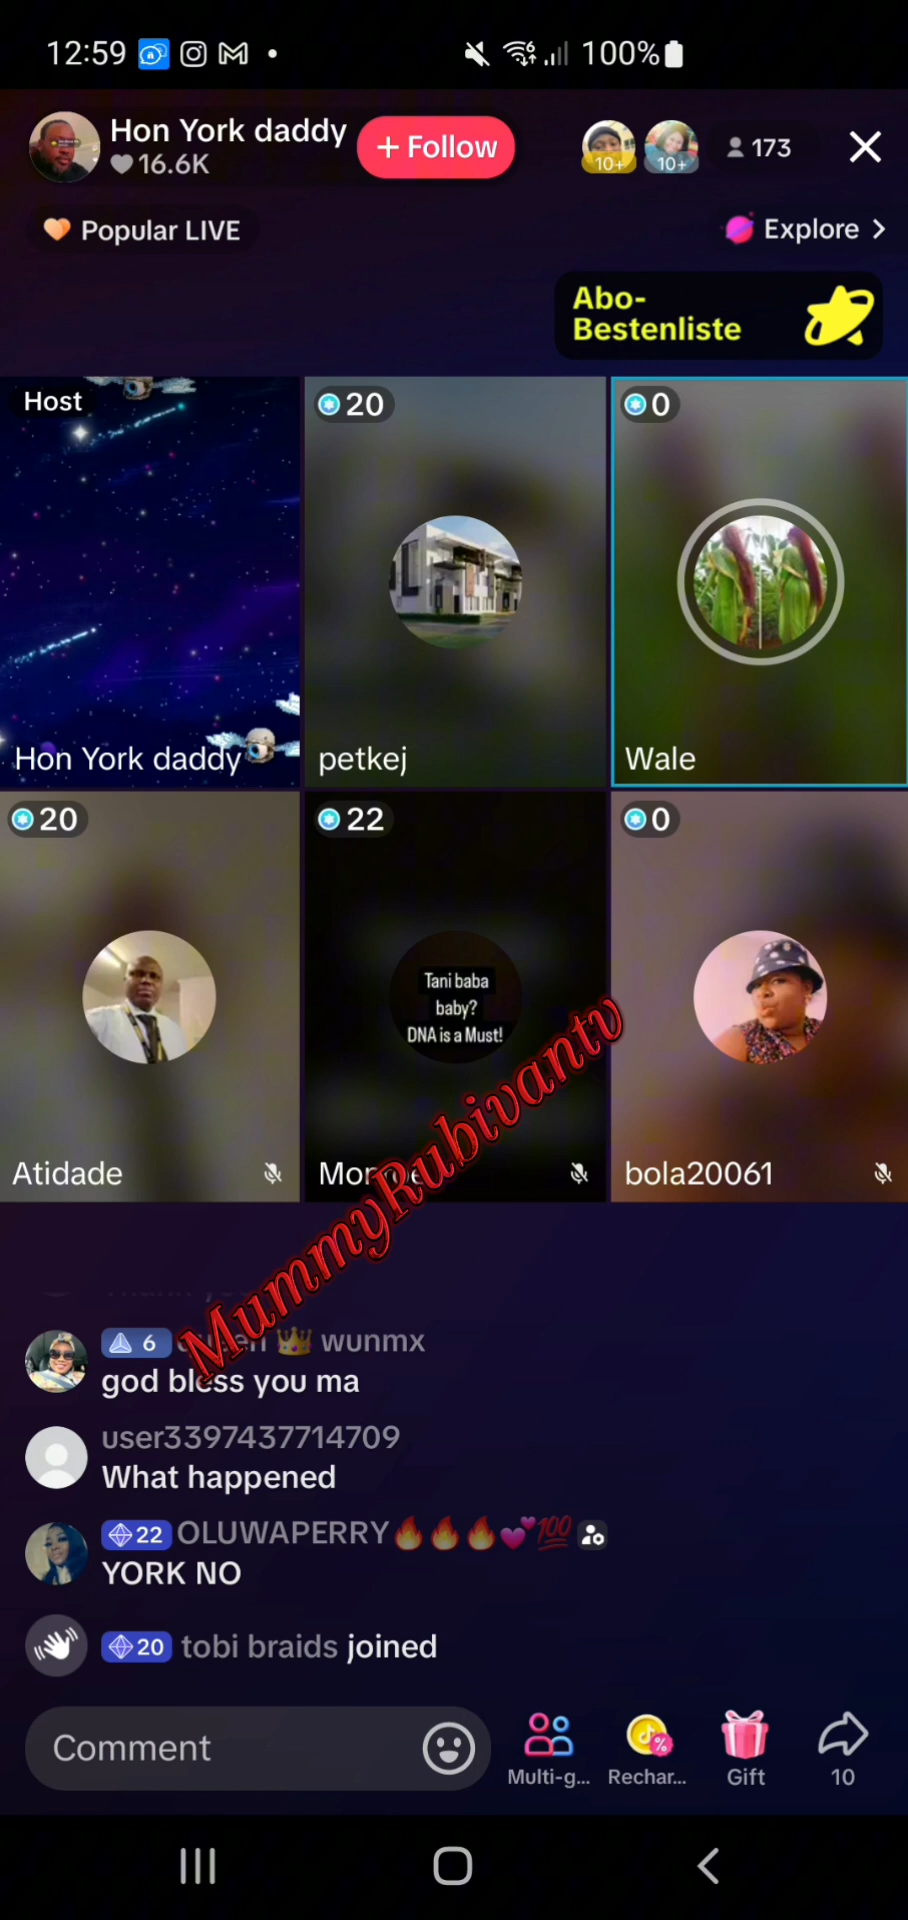 12:59
100%
Hon York daddy
16.6K
+ Follow
10+
10+
173
Popular LIVE
Explore >
Abo-
Bestenliste
Host
20
0
Hon York daddy
petkej
Wale
20
22
0
Tani baba
baby?
DNA is a Must!
Atidade
bola20061
MummyRubivantv
6 👑 wunmx
god bless you ma
user3397437714709
What happened
22 OLUWAPERRY🔥🔥🔥💕💯
YORK NO
20 tobi braids joined
Comment
Multi-g...
Rechar...
Gift
10